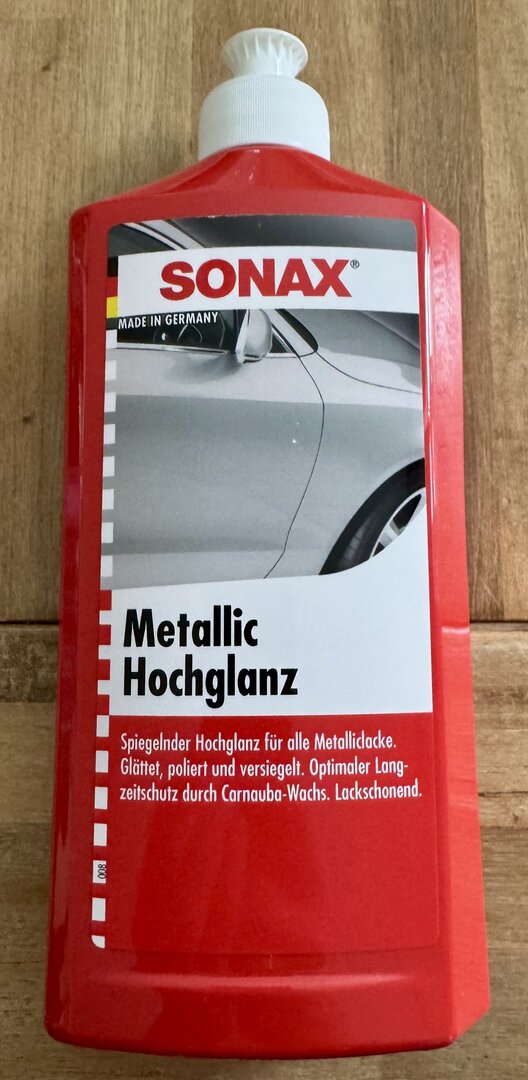 SONAX®
MADE IN GERMANY
Metallic
Hochglanz
Spiegelnder Hochglanz für alle Metalliclacke.
Glättet, poliert und versiegelt. Optimaler Lang-
zeitschutz durch Carnauba-Wachs. Lackschonend.
008